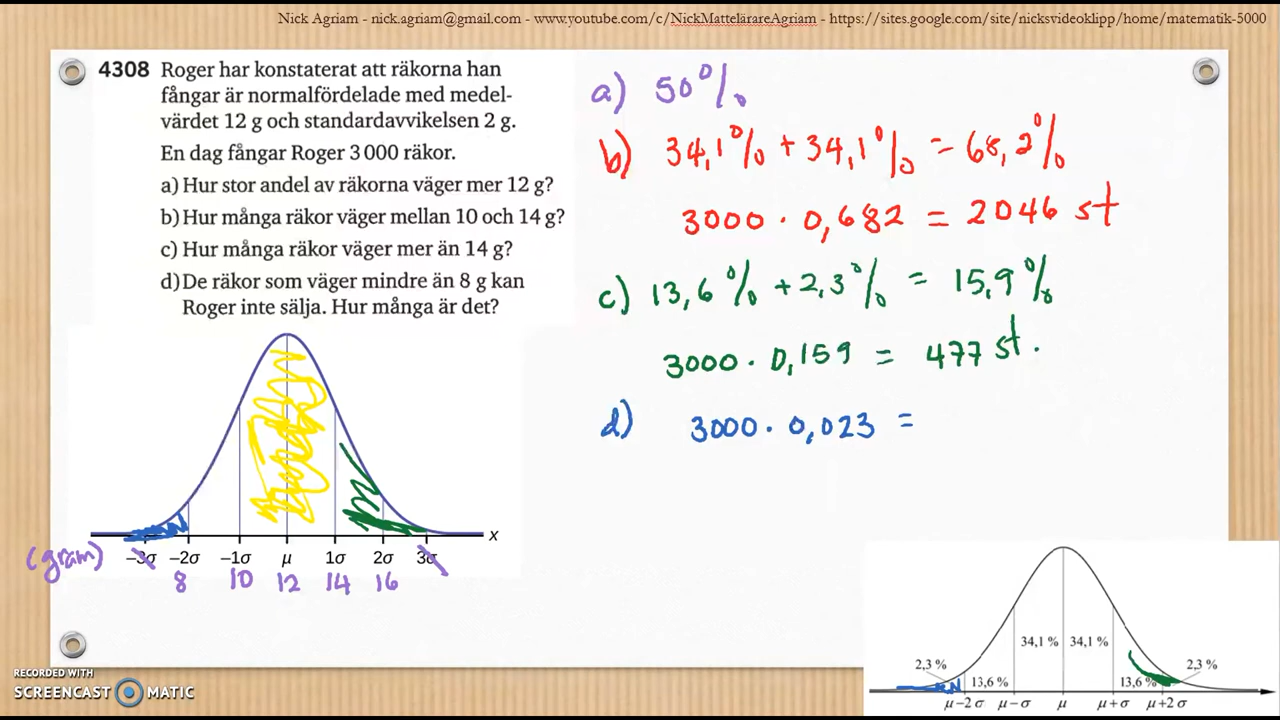 Nick Agriam - nick.agriam@gmail.com - www.youtube.com/c/NickMattelärareAgriam - https://sites.google.com/site/nicksvideoklipp/home/matematik-5000
4308 Roger har konstaterat att räkorna han
fångar är normalfördelade med medel-
värdet 12 g och standardavvikelsen 2 g.
En dag fångar Roger 3 000 räkor.
a) Hur stor andel av räkorna väger mer 12 g?
b) Hur många räkor väger mellan 10 och 14 g?
c) Hur många räkor väger mer än 14 g?
d) De räkor som väger mindre än 8 g kan
Roger inte sälja. Hur många är det?
a) 50%
b) 34,1% + 34,1% = 68,2%
3000 · 0,682 = 2046 st
c) 13,6% + 2,3% = 15,9%
3000 · 0,159 = 477 st.
d) 3000 · 0,023 =
x
−3σ −2σ −1σ μ 1σ 2σ 3σ
(gram) 8 10 12 14 16
34,1 % 34,1 %
2,3 % 2,3 %
13,6 % 13,6 %
μ−2σ μ−σ μ μ+σ μ+2σ
RECORDED WITH
SCREENCAST MATIC